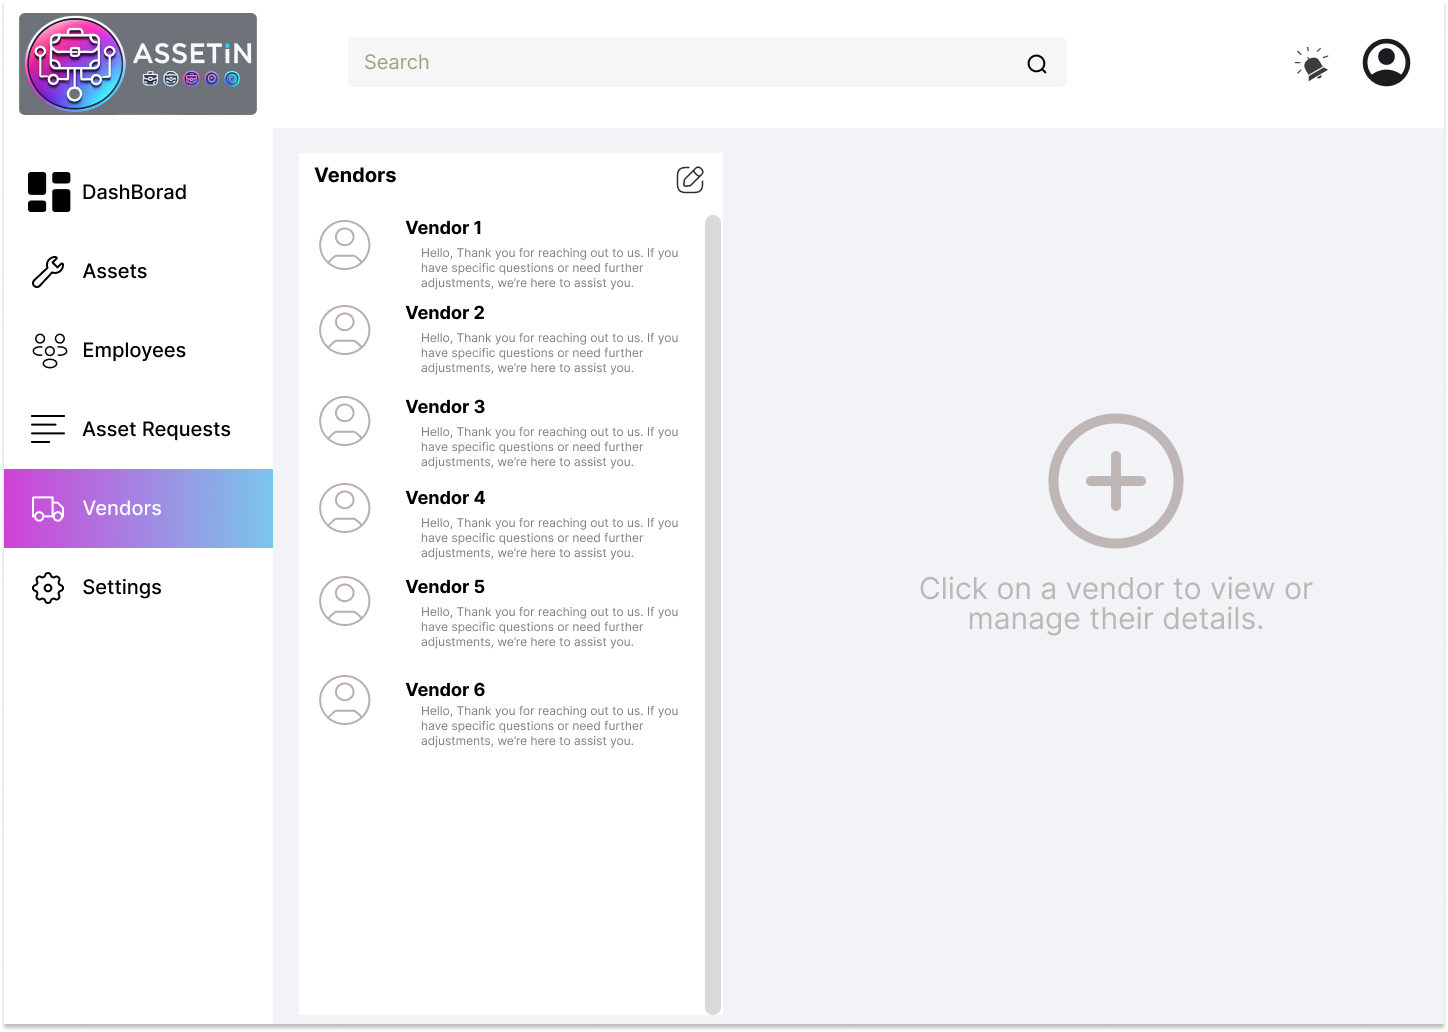 ASSETiN
Search
DashBorad
Assets
Employees
Asset Requests
Vendors
Settings
Vendors
Vendor 1
Hello, Thank you for reaching out to us. If you
have specific questions or need further
adjustments, we're here to assist you.
Vendor 2
Hello, Thank you for reaching out to us. If you
have specific questions or need further
adjustments, we're here to assist you.
Vendor 3
Hello, Thank you for reaching out to us. If you
have specific questions or need further
adjustments, we're here to assist you.
Vendor 4
Hello, Thank you for reaching out to us. If you
have specific questions or need further
adjustments, we're here to assist you.
Vendor 5
Hello, Thank you for reaching out to us. If you
have specific questions or need further
adjustments, we're here to assist you.
Vendor 6
Hello, Thank you for reaching out to us. If you
have specific questions or need further
adjustments, we're here to assist you.
Click on a vendor to view or
manage their details.